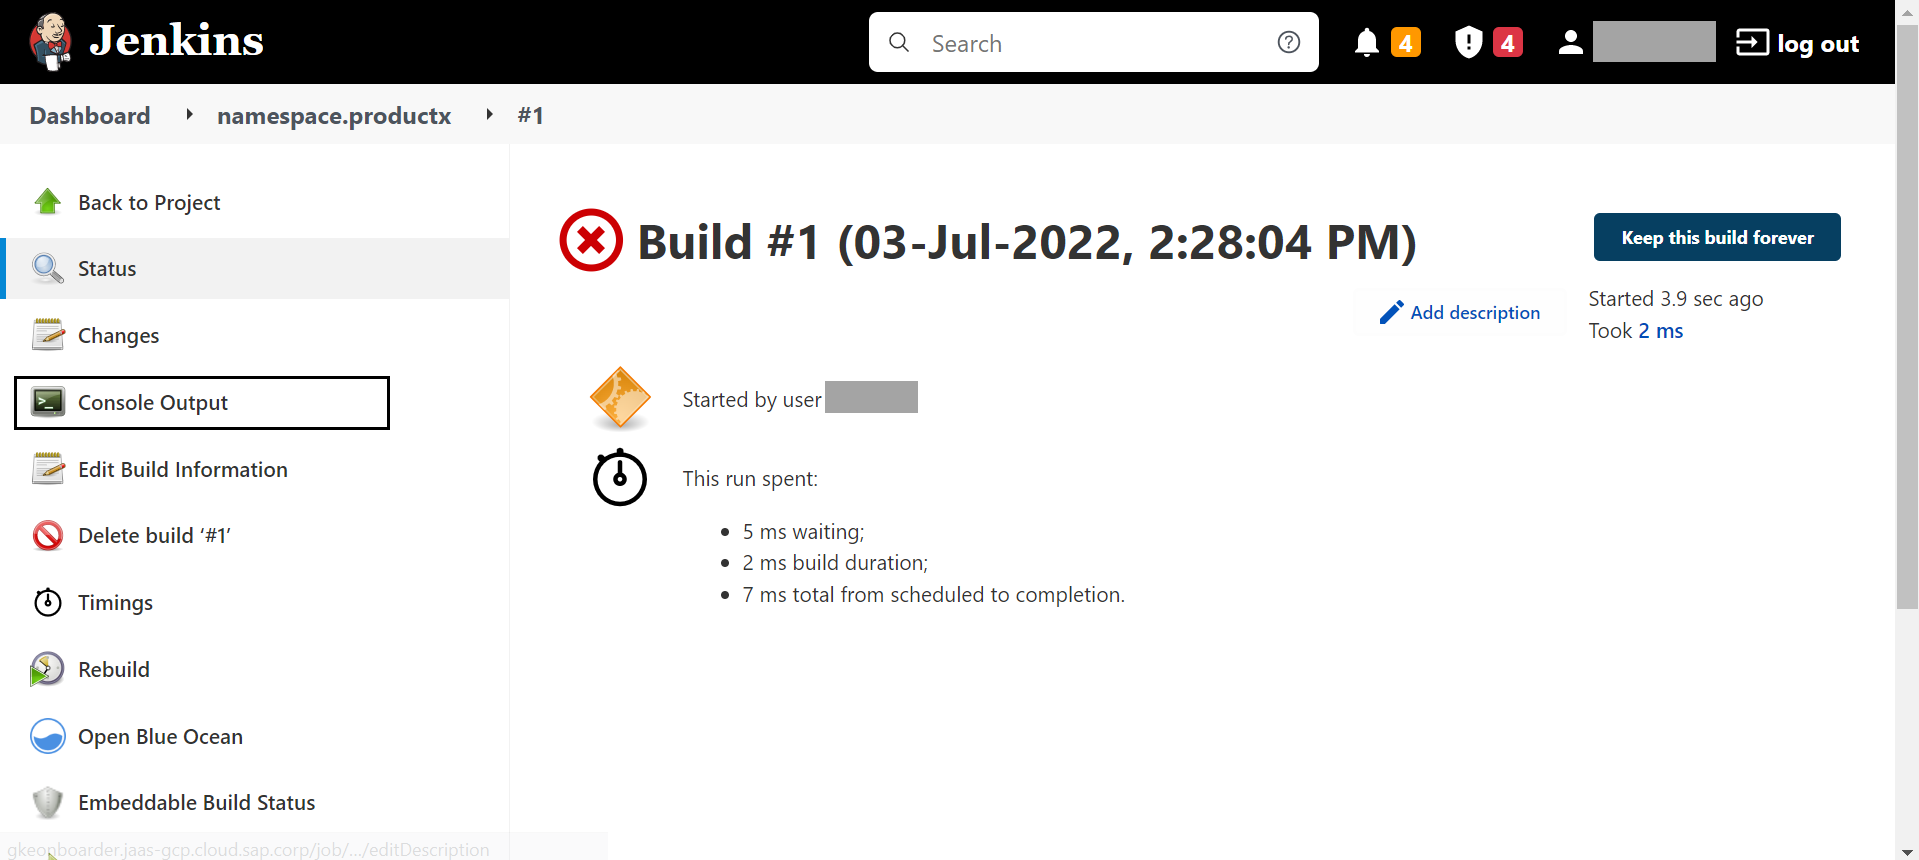 Jenkins
Search
4
4
log out
Dashboard
namespace.productx
#1
Back to Project
Status
Changes
Console Output
Edit Build Information
Delete build ‘#1’
Timings
Rebuild
Open Blue Ocean
Embeddable Build Status
gkeonboarder.jaas-gcp.cloud.sap.corp/job/.../editDescription
Build #1 (03-Jul-2022, 2:28:04 PM)
Keep this build forever
Add description
Started 3.9 sec ago
Took 2 ms
Started by user
This run spent:
5 ms waiting;
2 ms build duration;
7 ms total from scheduled to completion.